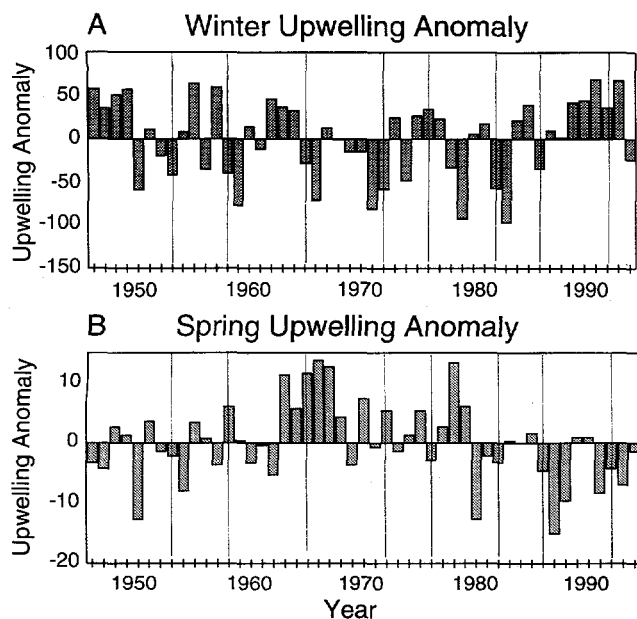 A Winter Upwelling Anomaly
100
50
0
-50
-100
-150
Upwelling Anomaly
1950 1960 1970 1980 1990
B Spring Upwelling Anomaly
10
0
-10
-20
Upwelling Anomaly
1950 1960 1970 1980 1990
Year